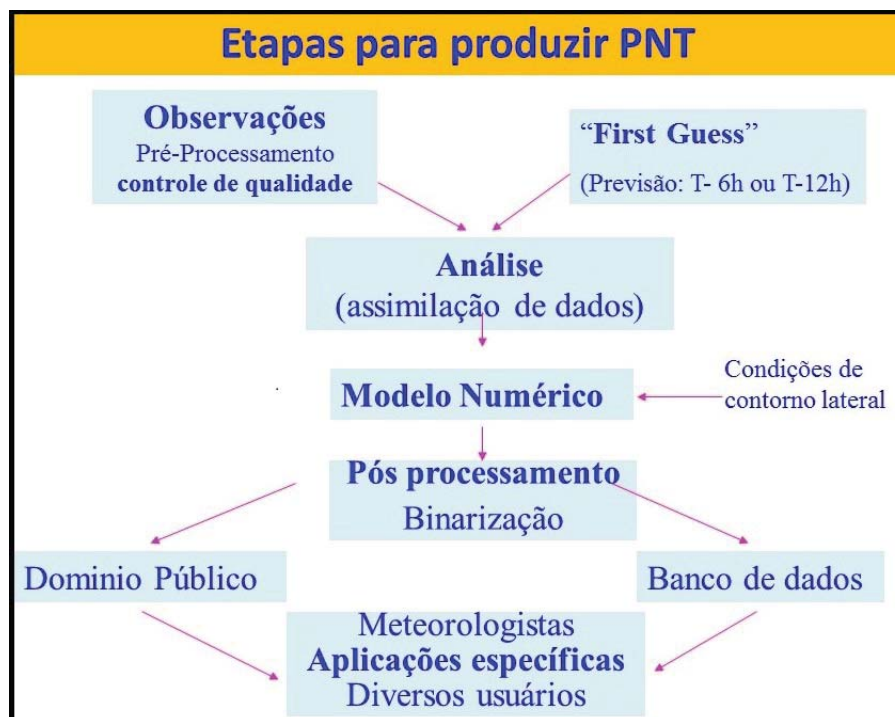 Etapas para produzir PNT
Observações
Pré-Processamento
controle de qualidade
“First Guess”
(Previsão: T- 6h ou T-12h)
Análise
(assimilação de dados)
Modelo Numérico
Condições de
contorno lateral
Pós processamento
Binarização
Dominio Público
Banco de dados
Meteorologistas
Aplicações específicas
Diversos usuários